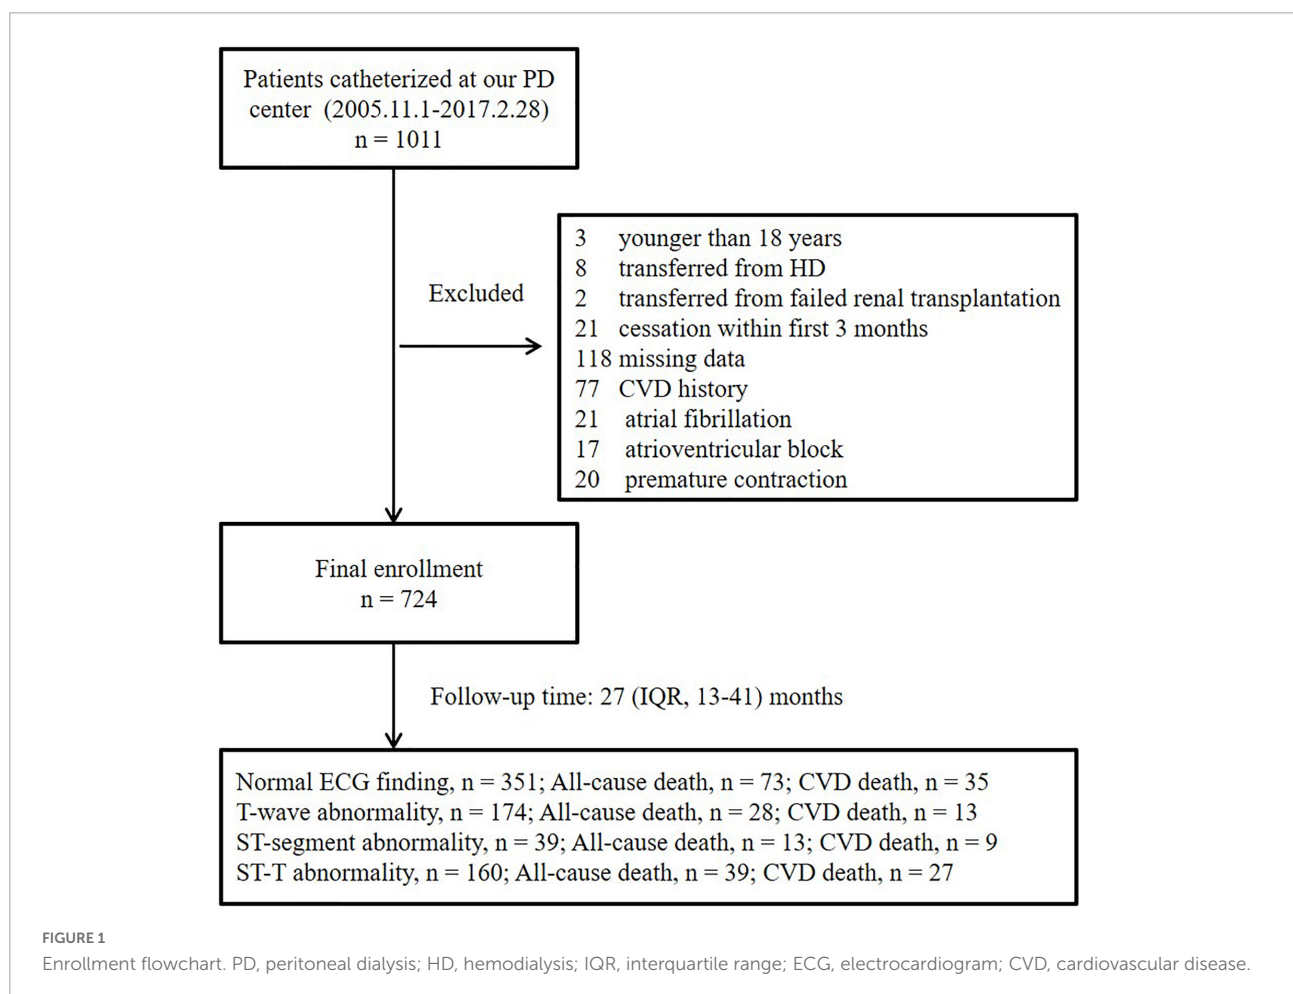 Patients catheterized at our PD
center (2005.11.1-2017.2.28)
n = 1011
Excluded
3 younger than 18 years
8 transferred from HD
2 transferred from failed renal transplantation
21 cessation within first 3 months
118 missing data
77 CVD history
21 atrial fibrillation
17 atrioventricular block
20 premature contraction
Final enrollment
n = 724
Follow-up time: 27 (IQR, 13-41) months
Normal ECG finding, n = 351; All-cause death, n = 73; CVD death, n = 35
T-wave abnormality, n = 174; All-cause death, n = 28; CVD death, n = 13
ST-segment abnormality, n = 39; All-cause death, n = 13; CVD death, n = 9
ST-T abnormality, n = 160; All-cause death, n = 39; CVD death, n = 27
FIGURE 1
Enrollment flowchart. PD, peritoneal dialysis; HD, hemodialysis; IQR, interquartile range; ECG, electrocardiogram; CVD, cardiovascular disease.